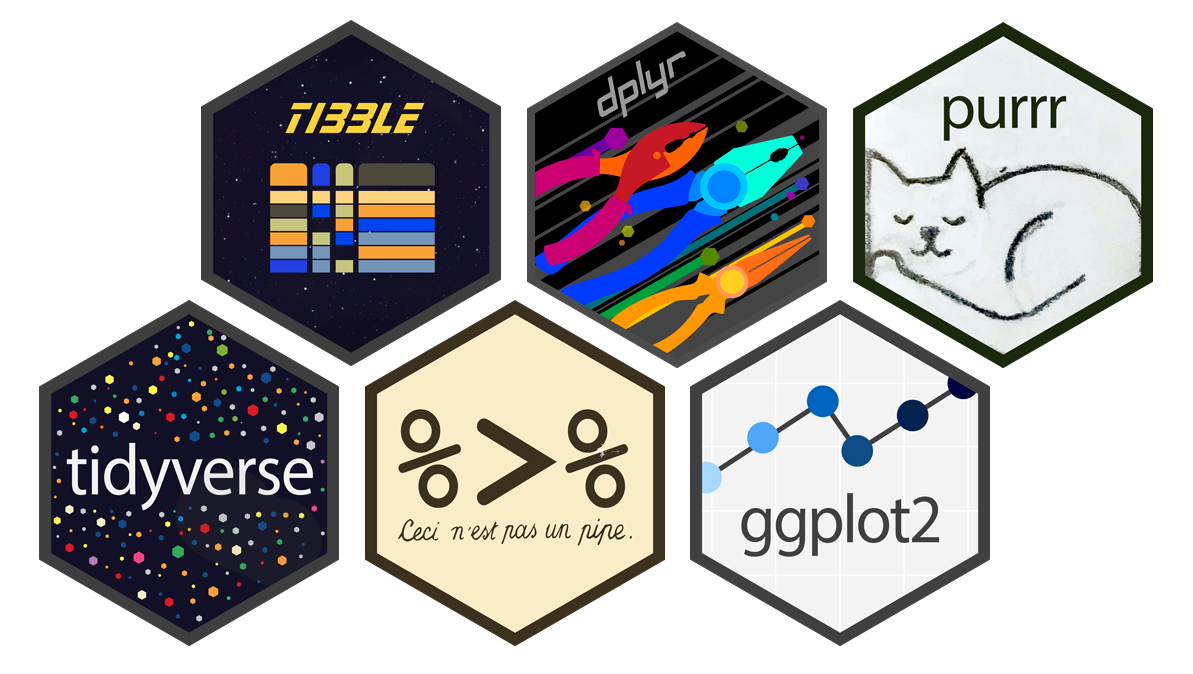 TIBBLE
dplyr
purrr
tidyverse
%>%
Ceci n'est pas un pipe.
ggplot2